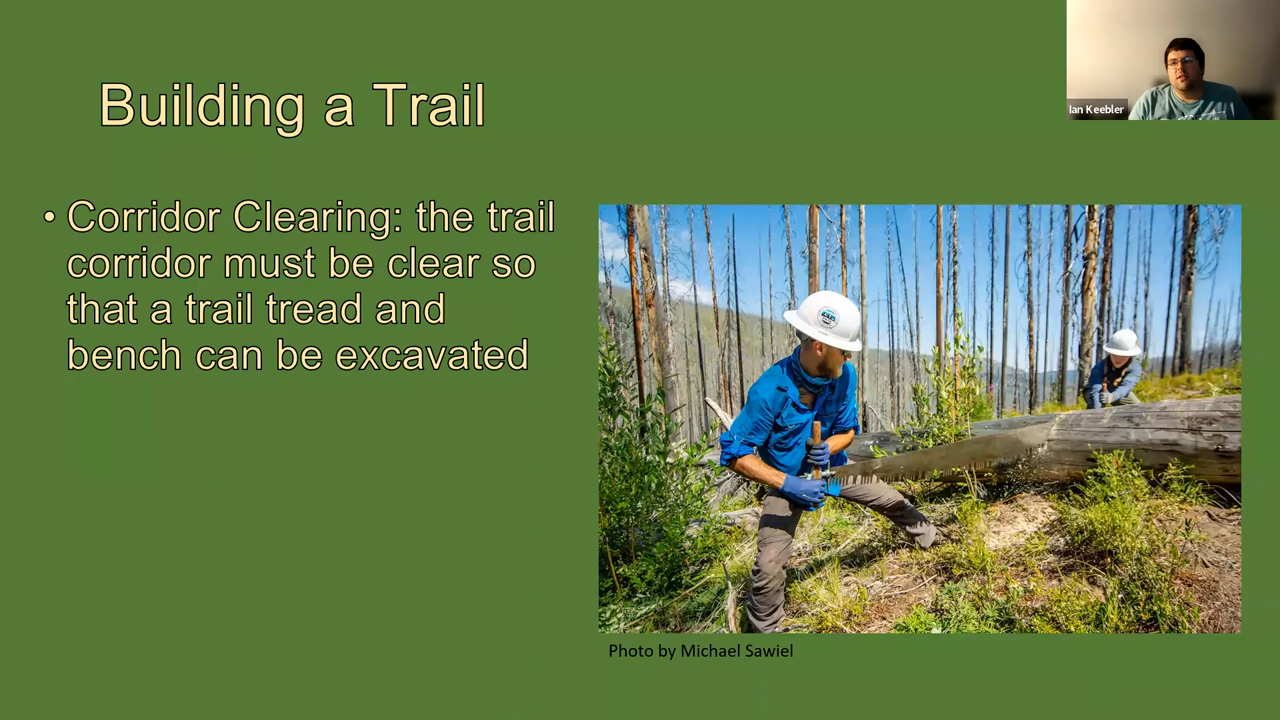 Building a Trail
Ian Keebler
• Corridor Clearing: the trail
corridor must be clear so
that a trail tread and
bench can be excavated
Photo by Michael Sawiel